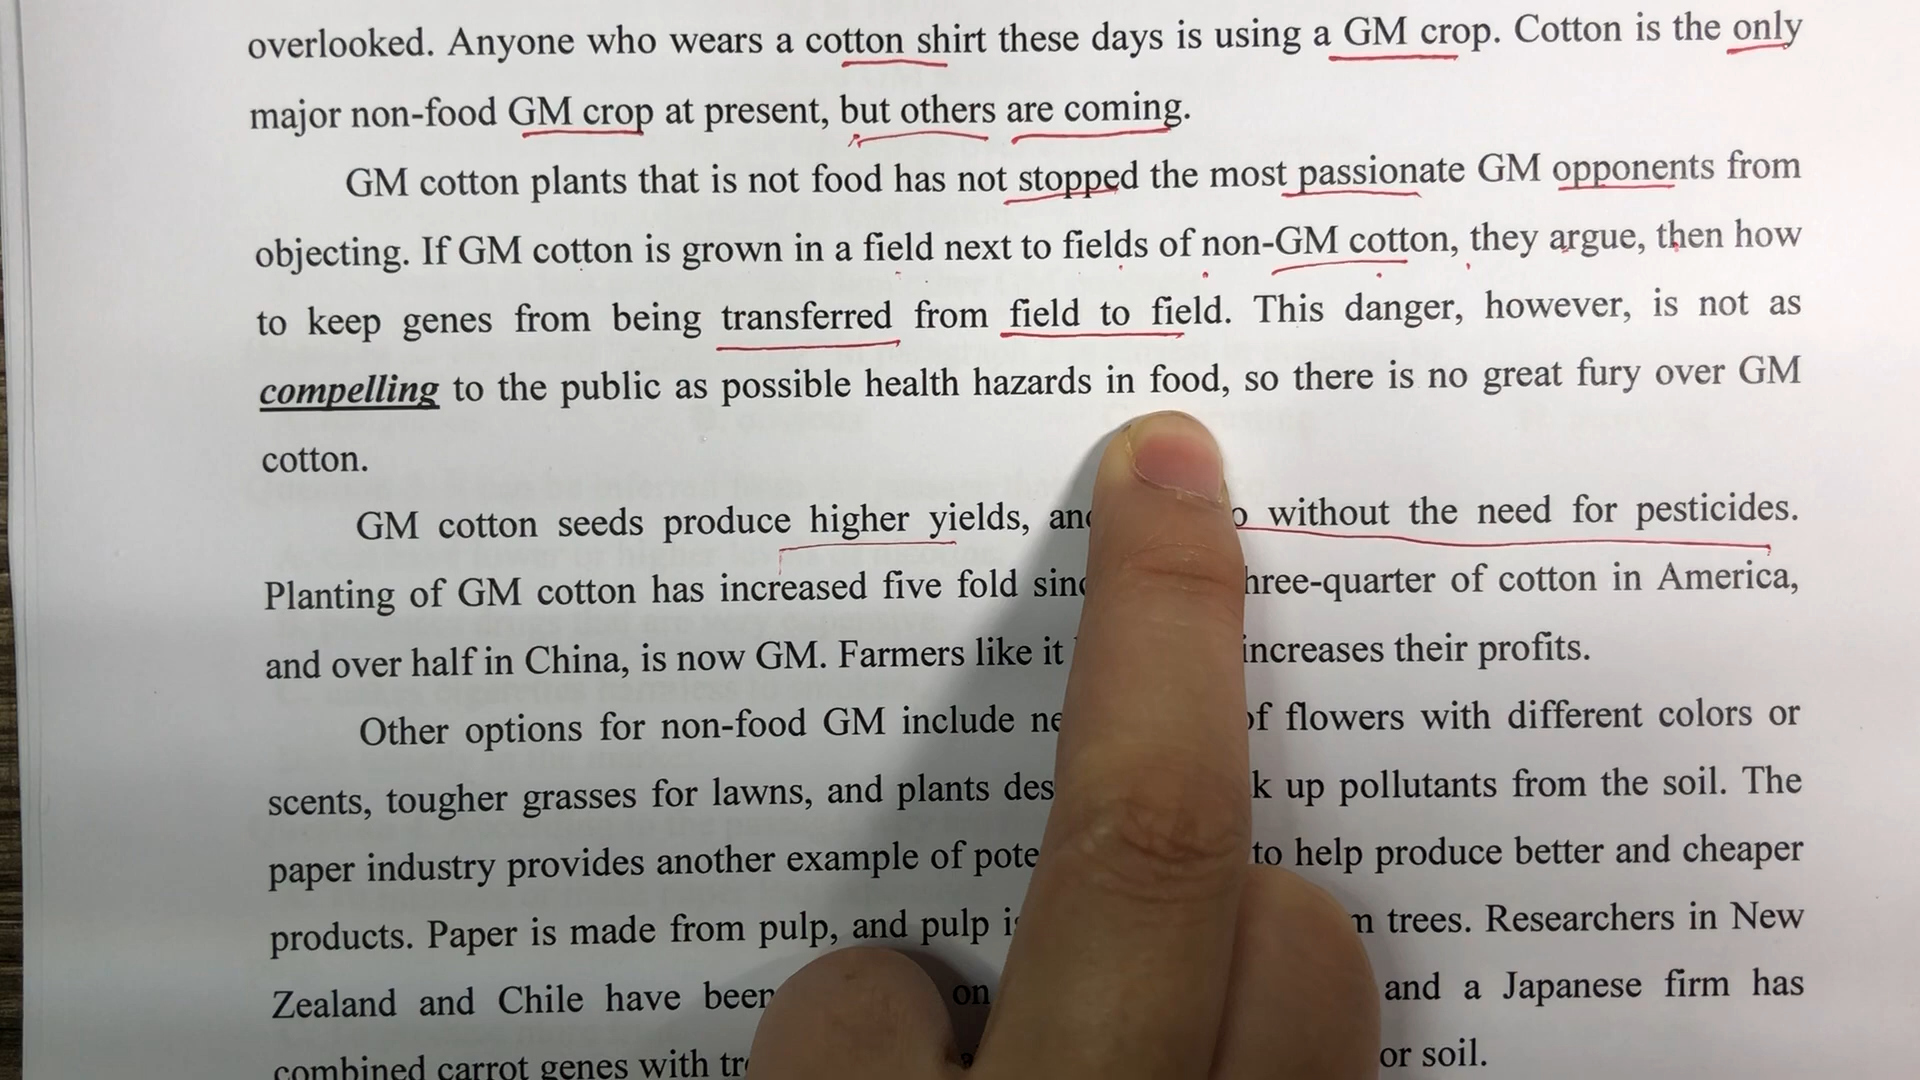 overlooked. Anyone who wears a cotton shirt these days is using a GM crop. Cotton is the only
major non-food GM crop at present, but others are coming.
GM cotton plants that is not food has not stopped the most passionate GM opponents from
objecting. If GM cotton is grown in a field next to fields of non-GM cotton, they argue, then how
to keep genes from being transferred from field to field. This danger, however, is not as
compelling to the public as possible health hazards in food, so there is no great fury over GM
cotton.
GM cotton seeds produce higher yields, without the need for pesticides.
Planting of GM cotton has increased five fold of cotton in America,
and over half in China, is now GM. Farmers like it increases their profits.
Other options for non-food GM include of flowers with different colors or
scents, tougher grasses for lawns, and plants up pollutants from the soil. The
paper industry provides another example of to help produce better and cheaper
products. Paper is made from pulp, and pulp trees. Researchers in New
Zealand and Chile have been on and a Japanese firm has
combined carrot genes with or soil.